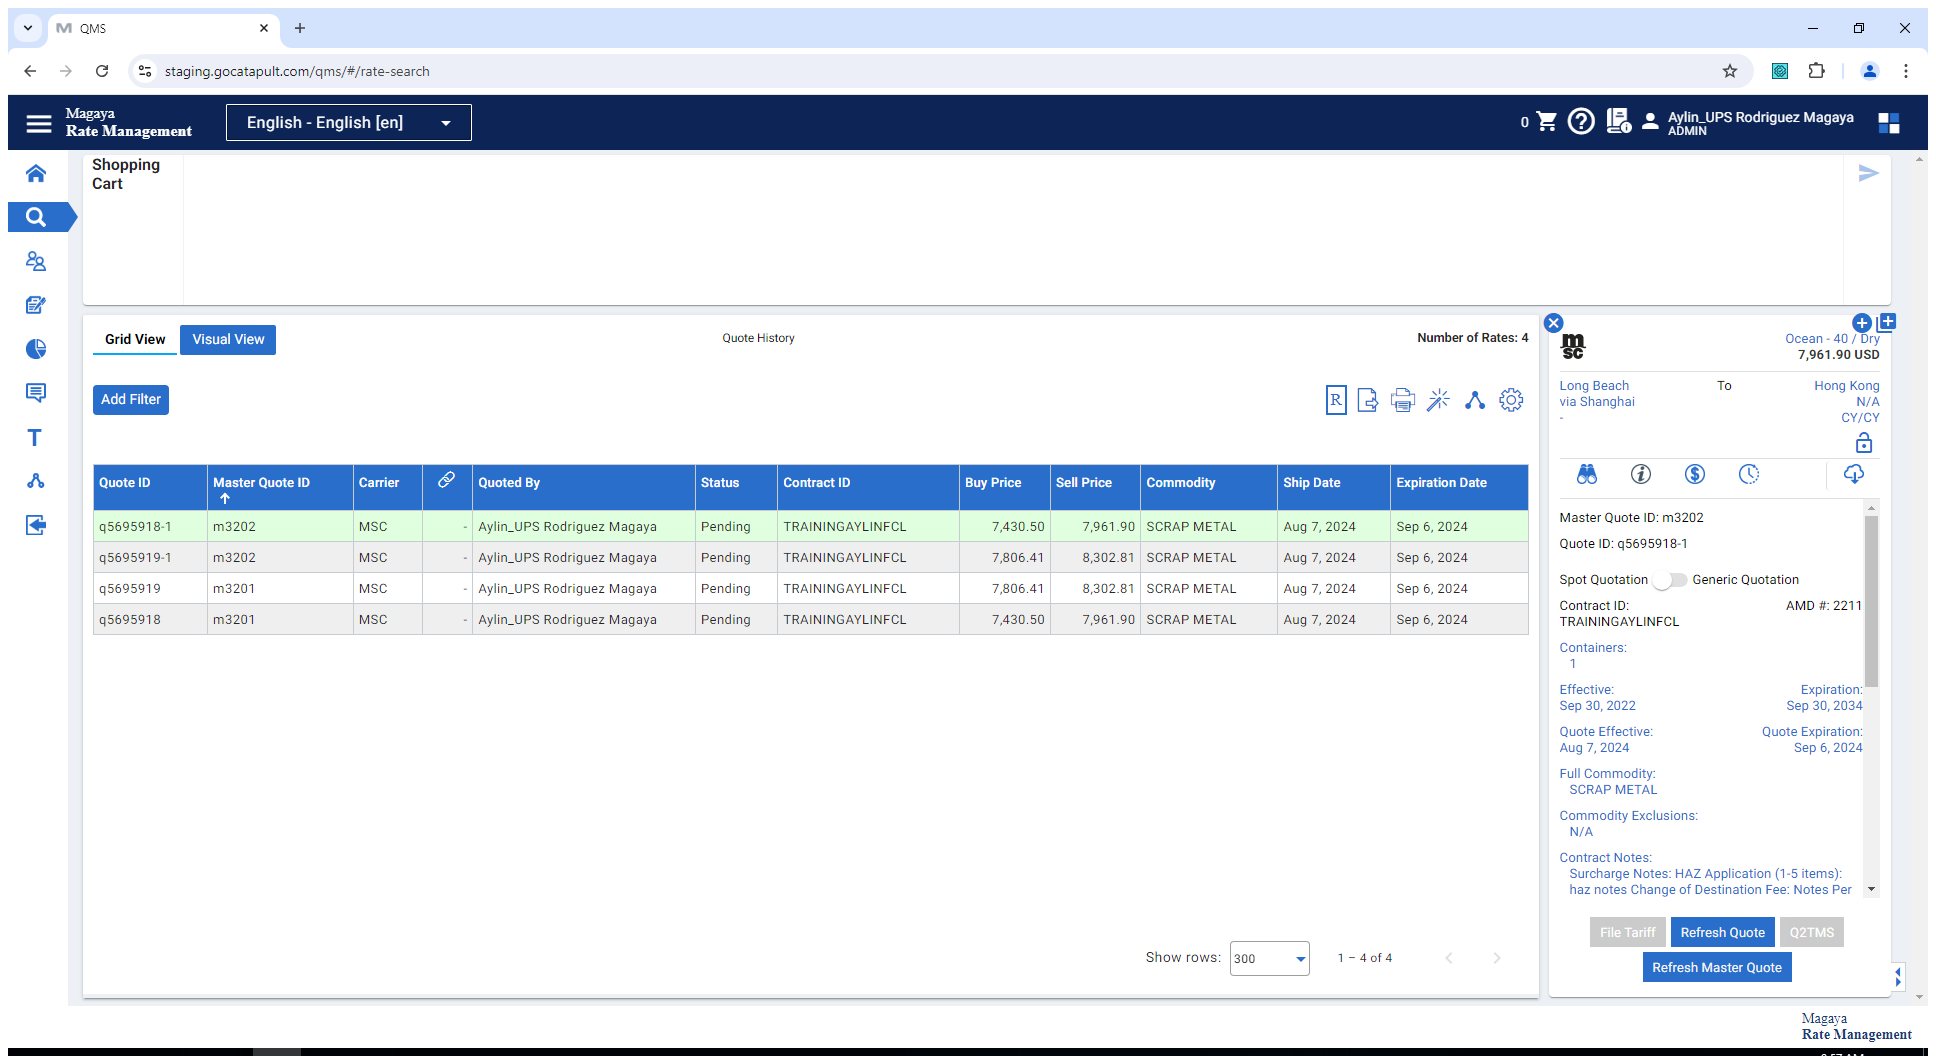 QMS
staging.gocatapult.com/qms/#/rate-search
Magaya
Rate Management
English - English [en]
0
Aylin_UPS Rodriguez Magaya
ADMIN
Shopping
Cart
Grid View
Visual View
Quote History
Number of Rates: 4
Add Filter
R
Quote ID Master Quote ID Carrier Quoted By Status Contract ID Buy Price Sell Price Commodity Ship Date Expiration Date
q5695918-1 m3202 MSC - Aylin_UPS Rodriguez Magaya Pending TRAININGAYLINFCL 7,430.50 7,961.90 SCRAP METAL Aug 7, 2024 Sep 6, 2024
q5695919-1 m3202 MSC - Aylin_UPS Rodriguez Magaya Pending TRAININGAYLINFCL 7,806.41 8,302.81 SCRAP METAL Aug 7, 2024 Sep 6, 2024
q5695919 m3201 MSC - Aylin_UPS Rodriguez Magaya Pending TRAININGAYLINFCL 7,806.41 8,302.81 SCRAP METAL Aug 7, 2024 Sep 6, 2024
q5695918 m3201 MSC - Aylin_UPS Rodriguez Magaya Pending TRAININGAYLINFCL 7,430.50 7,961.90 SCRAP METAL Aug 7, 2024 Sep 6, 2024
Show rows: 300 1 – 4 of 4
m
sc
Ocean - 40 / Dry
7,961.90 USD
Long Beach To Hong Kong
via Shanghai N/A
- CY/CY
Master Quote ID: m3202
Quote ID: q5695918-1
Spot Quotation Generic Quotation
Contract ID: AMD #: 2211
TRAININGAYLINFCL
Containers:
1
Effective: Expiration:
Sep 30, 2022 Sep 30, 2034
Quote Effective: Quote Expiration:
Aug 7, 2024 Sep 6, 2024
Full Commodity:
SCRAP METAL
Commodity Exclusions:
N/A
Contract Notes:
Surcharge Notes: HAZ Application (1-5 items):
haz notes Change of Destination Fee: Notes Per
File Tariff Refresh Quote Q2TMS
Refresh Master Quote
Magaya
Rate Management